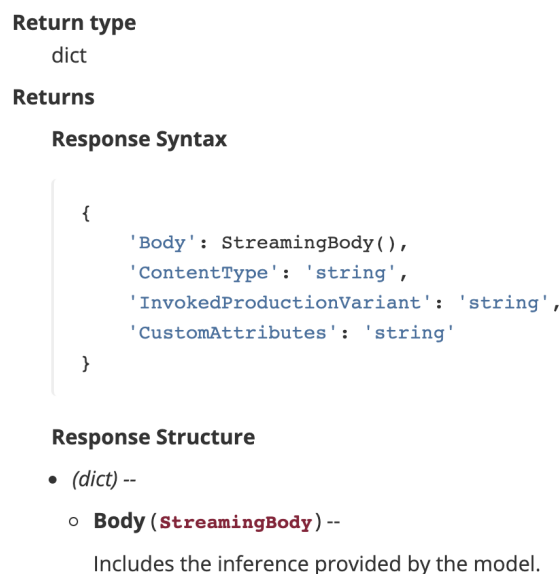 Return type
dict
Returns
Response Syntax
{
'Body': StreamingBody(),
'ContentType': 'string',
'InvokedProductionVariant': 'string',
'CustomAttributes': 'string'
}
Response Structure
• (dict) --
○ Body (StreamingBody) --
Includes the inference provided by the model.